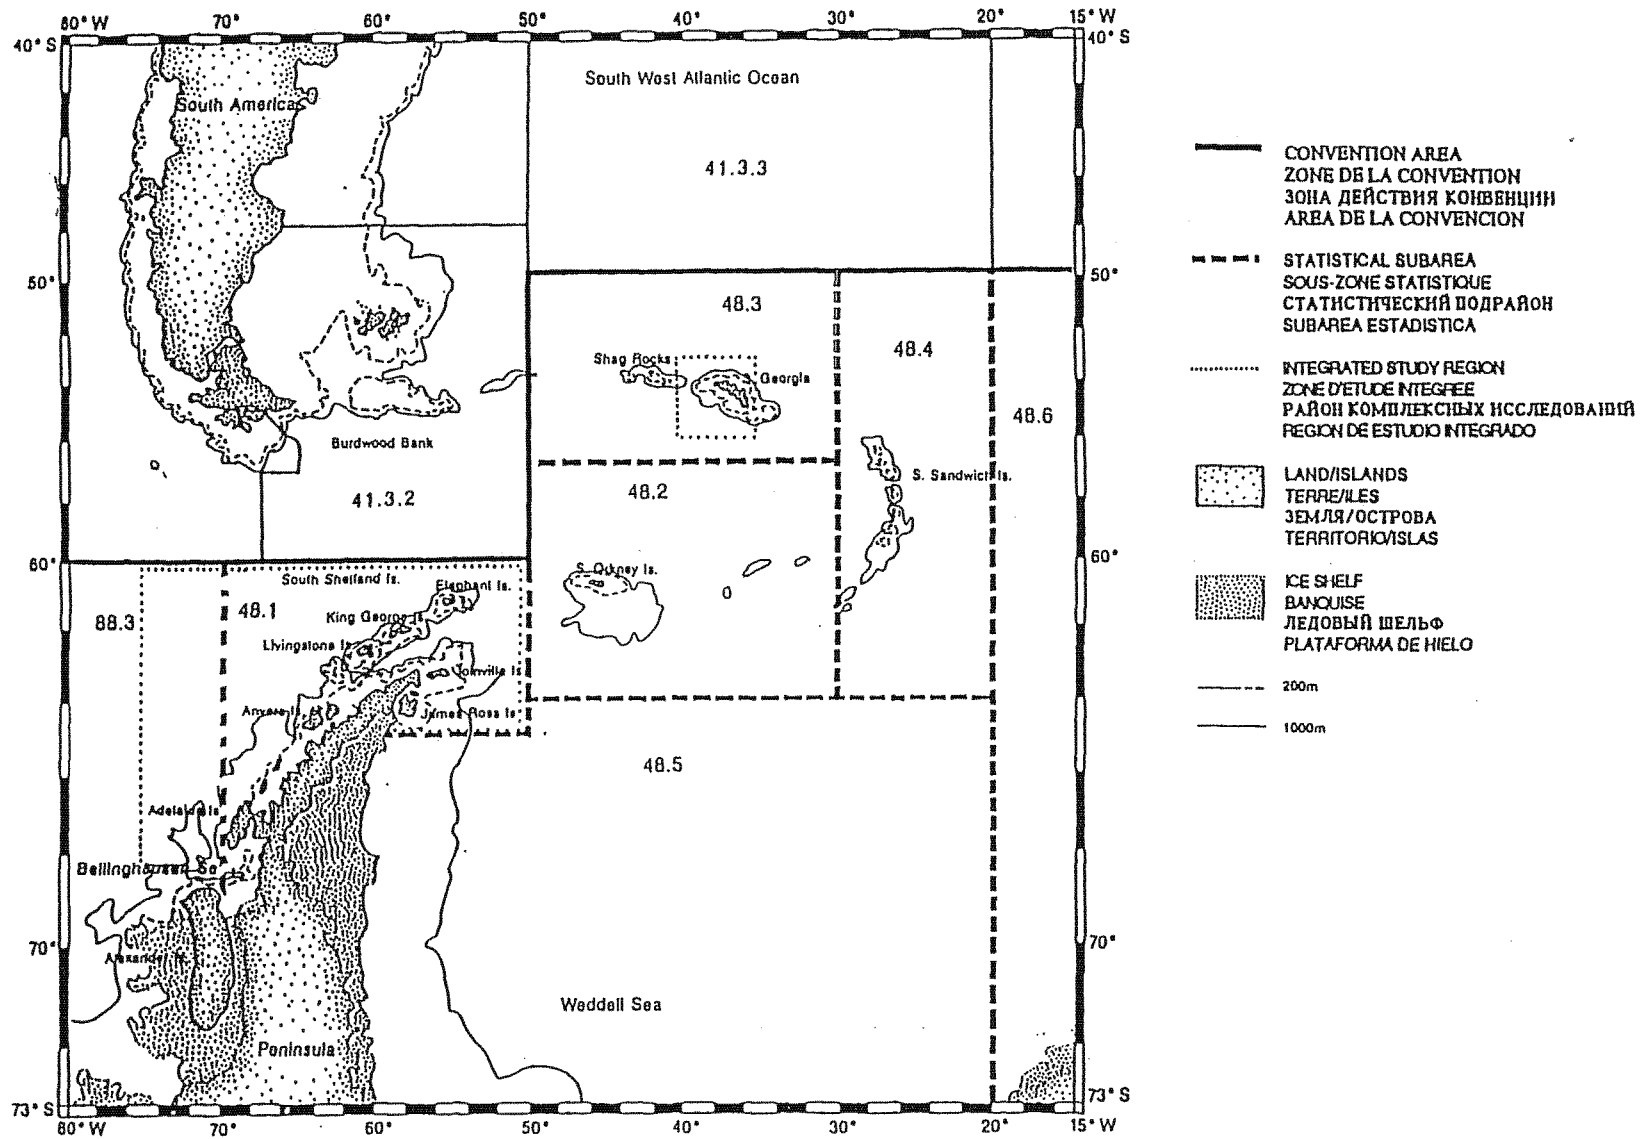 80° W 70° 60° 50° 40° 30° 20° 15° W
40° S 40° S
South West Atlantic Ocean
South America
41.3.3
50° 50°
48.3
48.4
Shag Rocks
S. Georgia
48.6
Burdwood Bank
S. Sandwich Is.
48.2
41.3.2
60° 60°
S. Orkney Is.
South Shetland Is.
Elephant Is.
88.3
48.1
King George Is.
Livingstone Is.
Joinville Is
Anvers Is.
James Ross Is
48.5
Adelaide Is
Bellinghausen Se
70° 70°
Alexander Is.
Weddell Sea
Peninsula
73° S 73° S
80° W 70° 60° 50° 40° 30° 20° 15° W
CONVENTION AREA
ZONE DE LA CONVENTION
ЗОНА ДЕЙСТВИЯ КОНВЕНЦИИ
AREA DE LA CONVENCION
STATISTICAL SUBAREA
SOUS-ZONE STATISTIQUE
СТАТИСТИЧЕСКИЙ ПОДРАЙОН
SUBAREA ESTADISTICA
INTEGRATED STUDY REGION
ZONE D'ETUDE INTEGREE
РАЙОН КОМПЛЕКСНЫХ ИССЛЕДОВАНИЙ
REGION DE ESTUDIO INTEGRADO
LAND/ISLANDS
TERRE/ILES
ЗЕМЛЯ/ОСТРОВА
TERRITORIO/ISLAS
ICE SHELF
BANQUISE
ЛЕДОВЫЙ ШЕЛЬФ
PLATAFORMA DE HIELO
200m
1000m